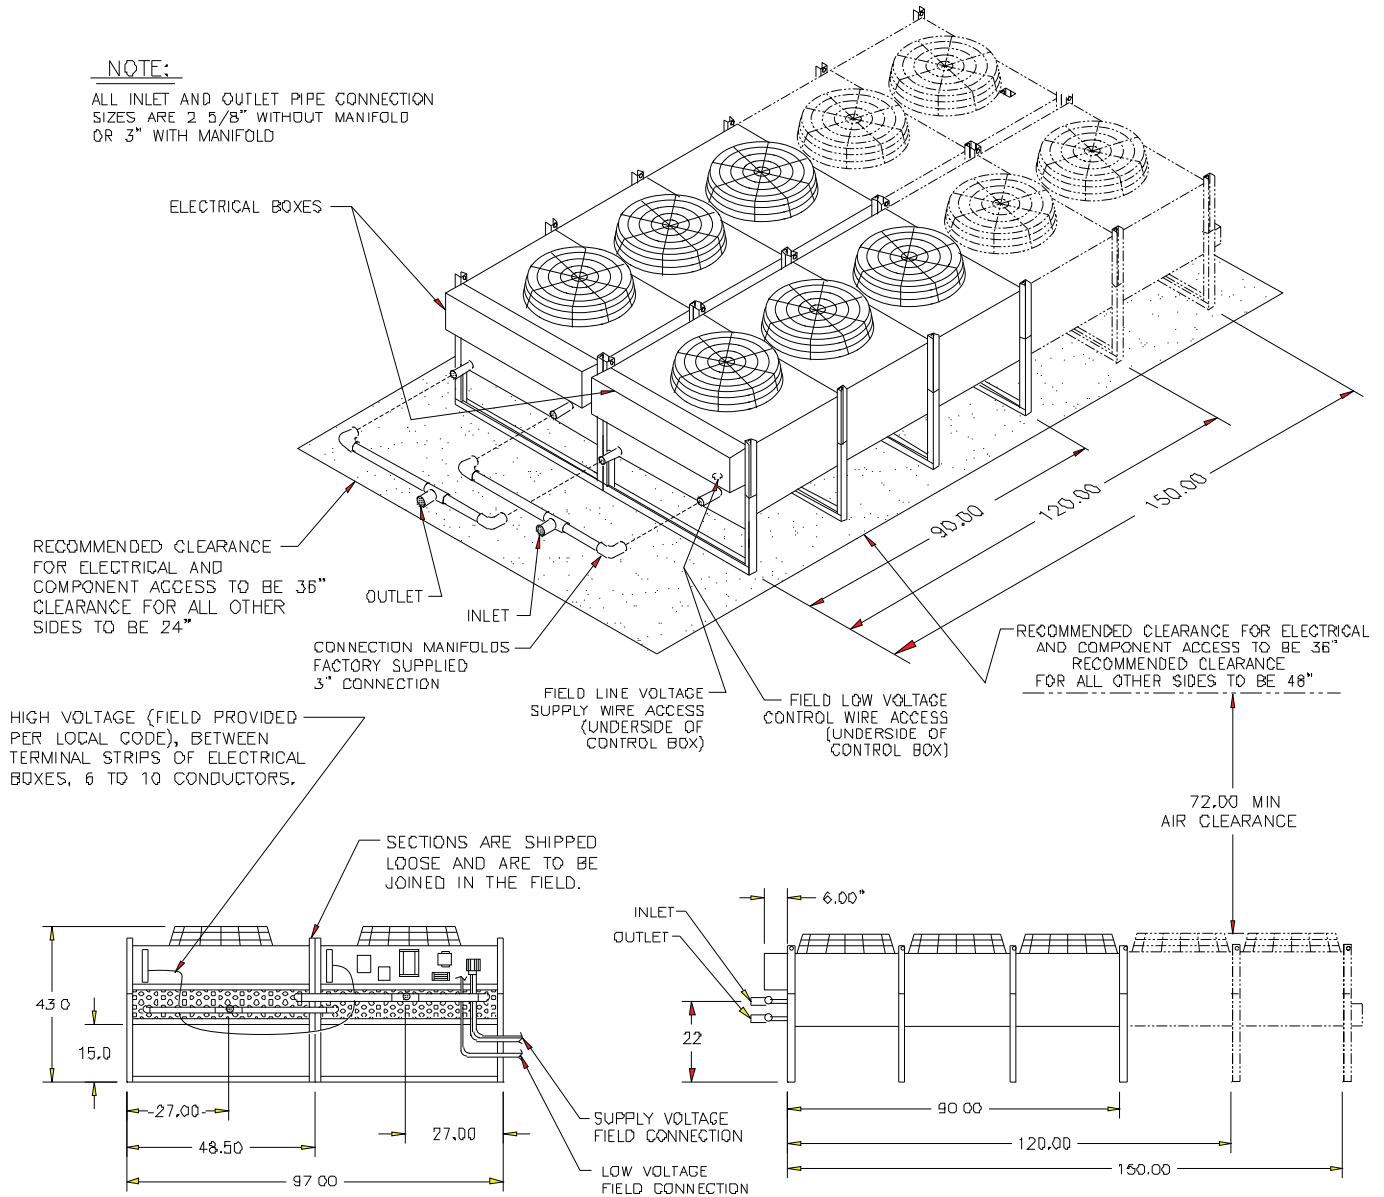 NOTE:
ALL INLET AND OUTLET PIPE CONNECTION
SIZES ARE 2 5/8" WITHOUT MANIFOLD
OR 3" WITH MANIFOLD
ELECTRICAL BOXES
RECOMMENDED CLEARANCE
FOR ELECTRICAL AND
COMPONENT ACCESS TO BE 36"
CLEARANCE FOR ALL OTHER
SIDES TO BE 24"
OUTLET
INLET
CONNECTION MANIFOLDS
FACTORY SUPPLIED
3" CONNECTION
90.00
120.00
150.00
FIELD LINE VOLTAGE
SUPPLY WIRE ACCESS
(UNDERSIDE OF
CONTROL BOX)
FIELD LOW VOLTAGE
CONTROL WIRE ACCESS
(UNDERSIDE OF
CONTROL BOX)
RECOMMENDED CLEARANCE FOR ELECTRICAL
AND COMPONENT ACCESS TO BE 36"
RECOMMENDED CLEARANCE
FOR ALL OTHER SIDES TO BE 48"
HIGH VOLTAGE (FIELD PROVIDED
PER LOCAL CODE), BETWEEN
TERMINAL STRIPS OF ELECTRICAL
BOXES, 6 TO 10 CONDUCTORS.
72.00 MIN
AIR CLEARANCE
SECTIONS ARE SHIPPED
LOOSE AND ARE TO BE
JOINED IN THE FIELD.
43.0
15.0
27.00
48.50
27.00
97.00
SUPPLY VOLTAGE
FIELD CONNECTION
LOW VOLTAGE
FIELD CONNECTION
INLET
OUTLET
6.00"
22"
90.00
120.00
150.00